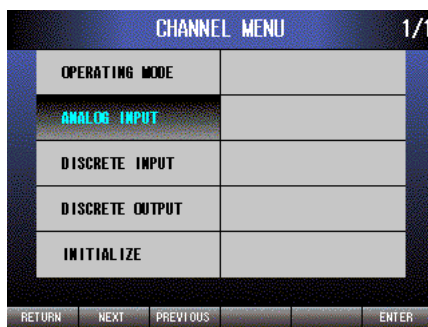 CHANNEL MENU 1/1
OPERATING MODE
ANALOG INPUT
DISCRETE INPUT
DISCRETE OUTPUT
INITIALIZE
RETURN NEXT PREVIOUS ENTER